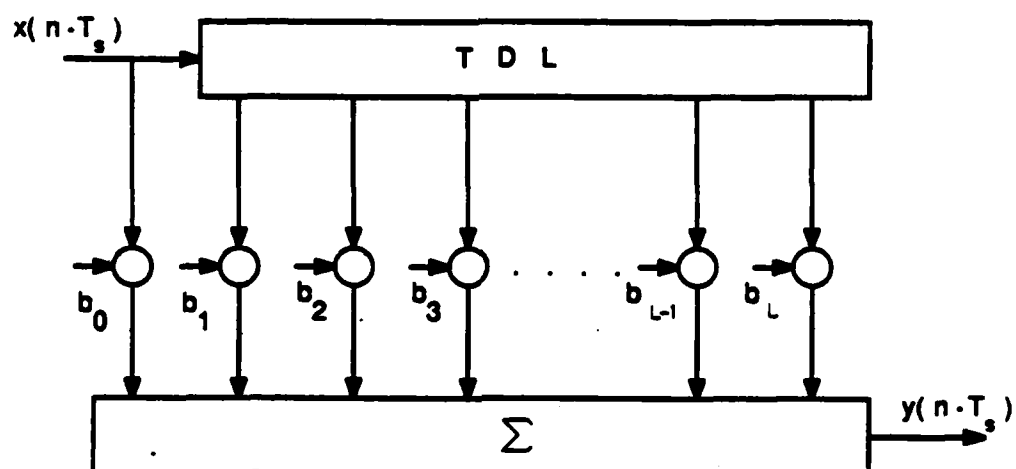 x(n·T_s)
T D L
b_0 b_1 b_2 b_3 . . . . b_L-1 b_L
Σ y(n·T_s)